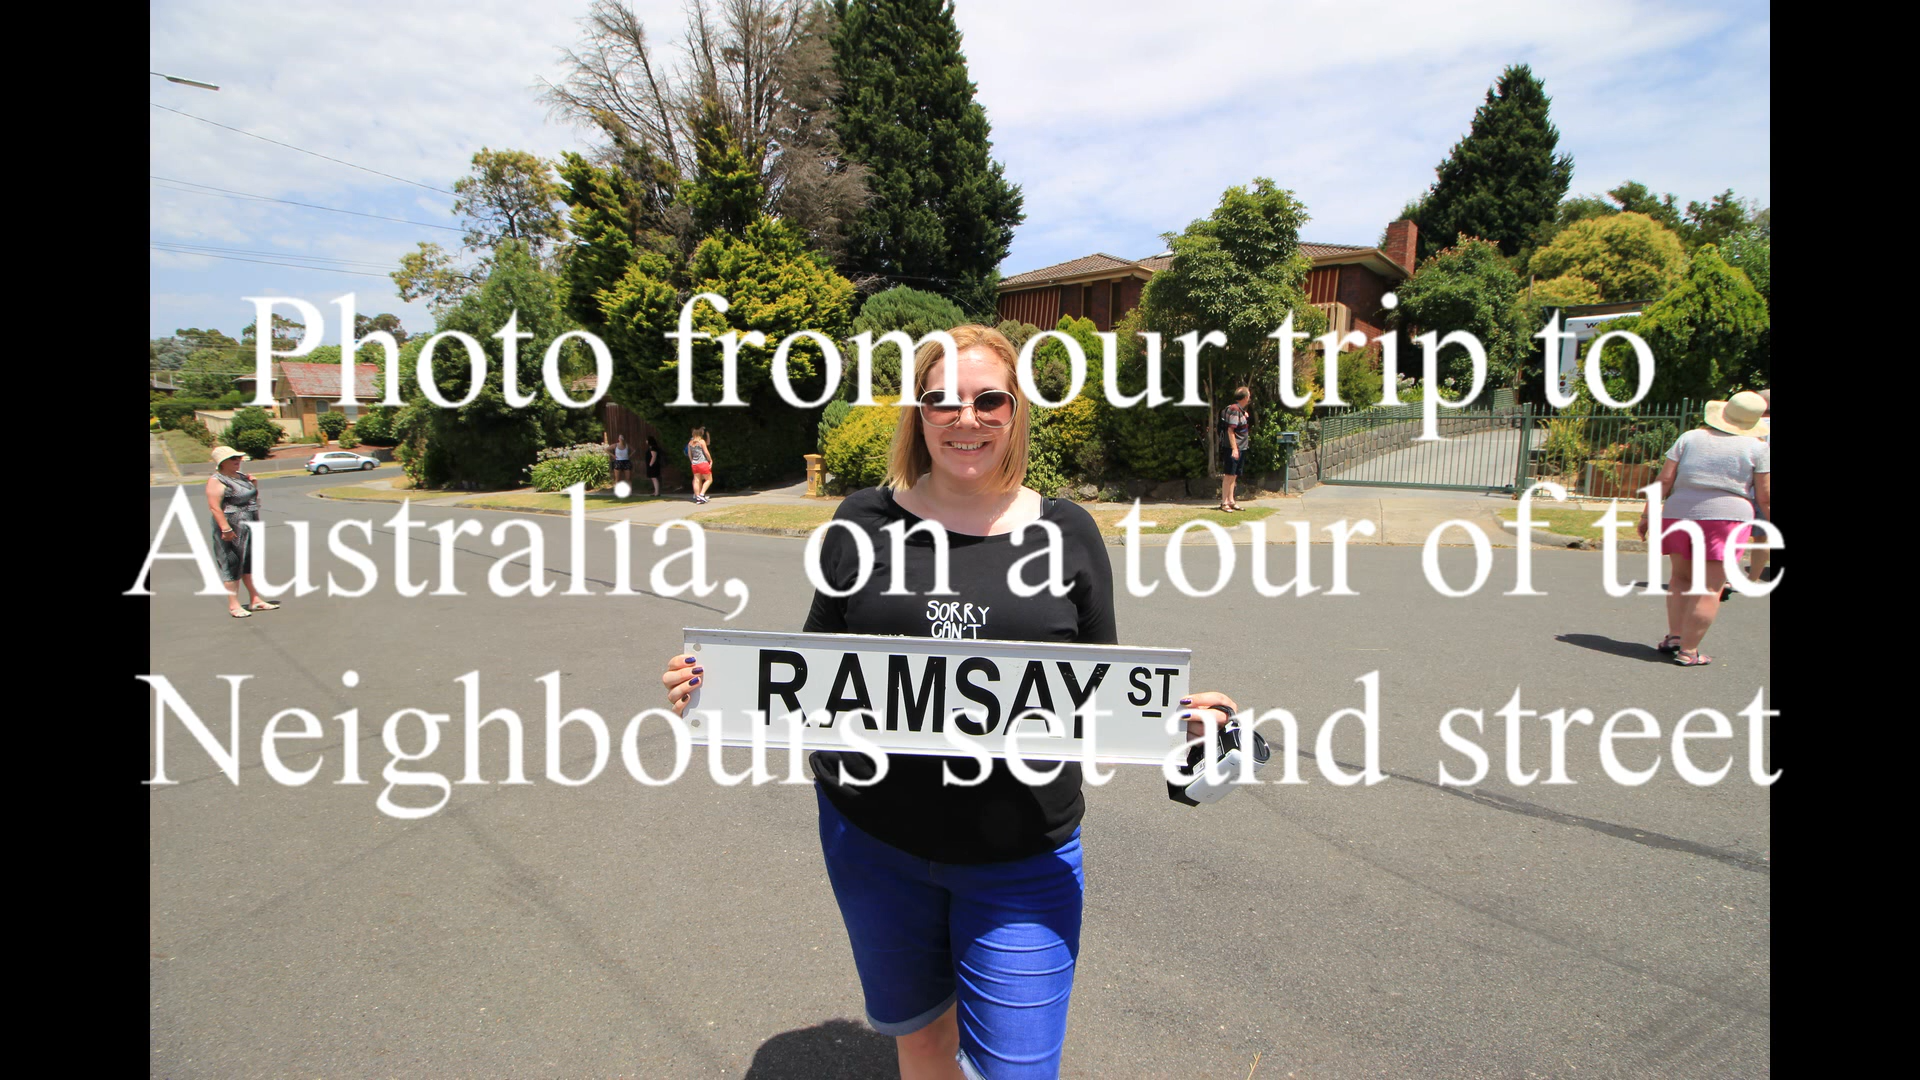 Photo from our trip to
Australia, on a tour of the
Neighbours set and street
SORRY
CAN'T
RAMSAY ST